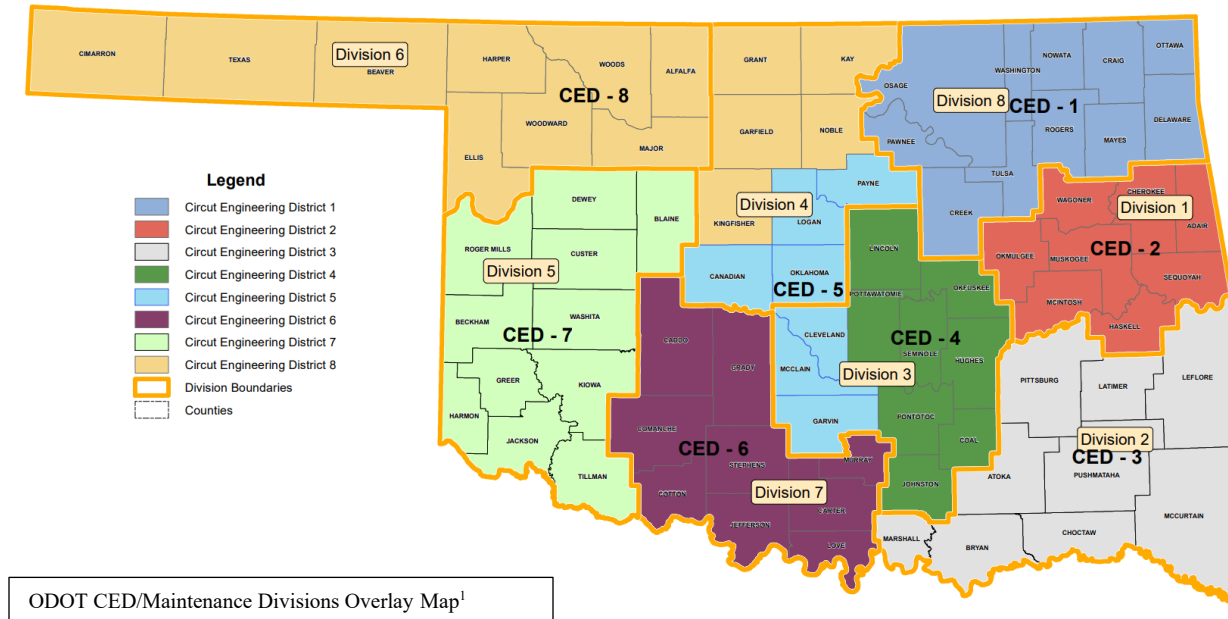 CIMARRON
TEXAS
Division 6
BEAVER
HARPER
WOODS
ALFALFA
CED - 8
WOODWARD
MAJOR
ELLIS
GRANT
KAY
GARFIELD
NOBLE
KINGFISHER
OSAGE
WASHINGTON
NOWATA
CRAIG
OTTAWA
Division 8
CED - 1
PAWNEE
ROGERS
MAYES
DELAWARE
TULSA
CREEK
PAYNE
Division 4
LOGAN
CANADIAN
OKLAHOMA
CED - 5
WAGONER
CHEROKEE
Division 1
ADAIR
CED - 2
OKMULGEE
MUSKOGEE
SEQUOYAH
MCINTOSH
HASKELL
Legend
Circut Engineering District 1
Circut Engineering District 2
Circut Engineering District 3
Circut Engineering District 4
Circut Engineering District 5
Circut Engineering District 6
Circut Engineering District 7
Circut Engineering District 8
Division Boundaries
Counties
DEWEY
BLAINE
ROGER MILLS
CUSTER
Division 5
BECKHAM
WASHITA
CED - 7
GREER
KIOWA
HARMON
JACKSON
TILLMAN
LINCOLN
OKFUSKEE
POTTAWATOMIE
CED - 4
SEMINOLE
HUGHES
CLEVELAND
MCCLAIN
Division 3
GARVIN
PONTOTOC
COAL
JOHNSTON
CADDO
GRADY
COMANCHE
CED - 6
STEPHENS
MURRAY
COTTON
Division 7
CARTER
JEFFERSON
LOVE
PITTSBURG
LATIMER
LEFLORE
Division 2
CED - 3
ATOKA
PUSHMATAHA
MCCURTAIN
MARSHALL
BRYAN
CHOCTAW
ODOT CED/Maintenance Divisions Overlay Map¹